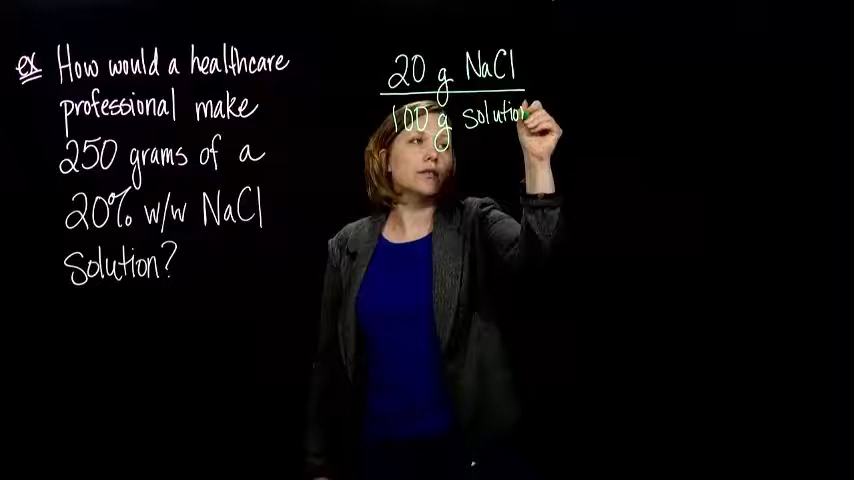 ex How would a healthcare
professional make
250 grams of a
20% w/w NaCl
solution?
20 g NaCl
100 g solution